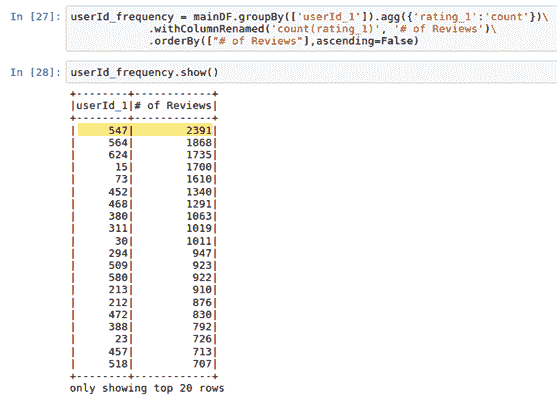 In [27]: userId_frequency = mainDF.groupBy(['userId_1']).agg({'rating_1':'count'})\
.withColumnRenamed('count(rating_1)', '# of Reviews')\
.orderBy(["# of Reviews"],ascending=False)
In [28]: userId_frequency.show()
+--------+------------+
|userId_1|# of Reviews|
+--------+------------+
|     547|        2391|
|     564|        1868|
|     624|        1735|
|      15|        1700|
|      73|        1610|
|     452|        1340|
|     468|        1291|
|     380|        1063|
|     311|        1019|
|      30|        1011|
|     294|         947|
|     509|         923|
|     580|         922|
|     213|         910|
|     212|         876|
|     472|         830|
|     388|         792|
|      23|         726|
|     457|         713|
|     518|         707|
+--------+------------+
only showing top 20 rows